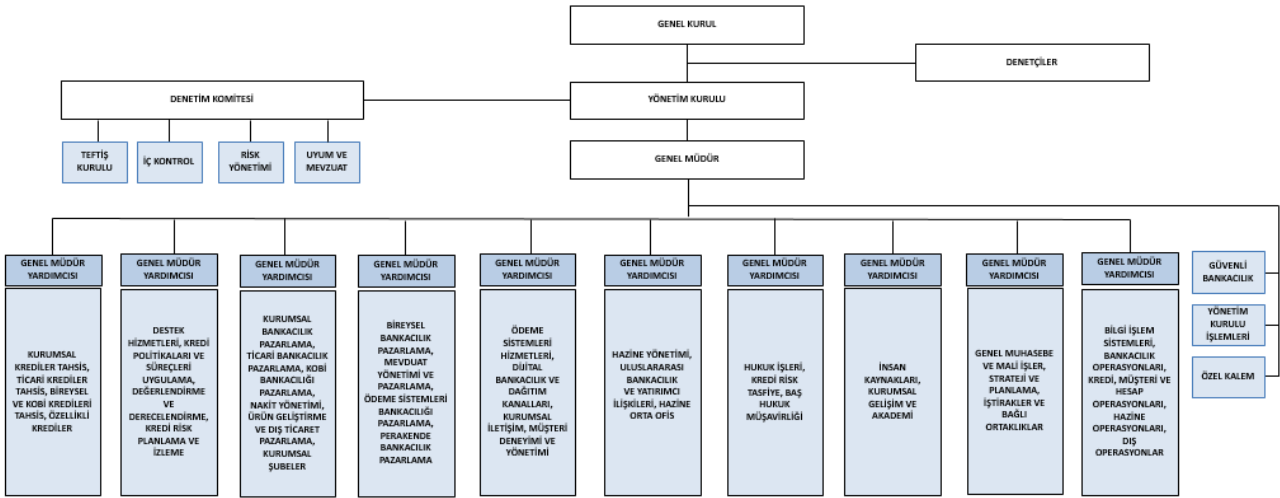 GENEL KURUL
DENETÇİLER
DENETİM KOMİTESİ
YÖNETİM KURULU
TEFTİŞ
KURULU
İÇ KONTROL
RİSK
YÖNETİMİ
UYUM VE
MEVZUAT
GENEL MÜDÜR
GENEL MÜDÜR
YARDIMCISI
KURUMSAL
KREDİLER TAHSİS,
TİCARİ KREDİLER
TAHSİS, BİREYSEL
VE KOBİ KREDİLERİ
TAHSİS, ÖZELLİKLİ
KREDİLER
GENEL MÜDÜR
YARDIMCISI
DESTEK
HİZMETLERİ, KREDİ
POLİTİKALARI VE
SÜREÇLERİ
UYGULAMA,
DEĞERLENDİRME
VE
DERECELENDİRME,
KREDİ RİSK
PLANLAMA VE
İZLEME
GENEL MÜDÜR
YARDIMCISI
KURUMSAL
BANKACILIK
PAZARLAMA,
TİCARİ BANKACILIK
PAZARLAMA, KOBİ
BANKACILIĞI
PAZARLAMA,
NAKİT YÖNETİMİ,
ÜRÜN GELİŞTİRME
VE DIŞ TİCARET
PAZARLAMA,
KURUMSAL
ŞUBELER
GENEL MÜDÜR
YARDIMCISI
BİREYSEL
BANKACILIK
PAZARLAMA,
MEVDUAT
YÖNETİMİ VE
PAZARLAMA,
ÖDEME SİSTEMLERİ
BANKACILIĞI
PAZARLAMA,
PERAKENDE
BANKACILIK
PAZARLAMA
GENEL MÜDÜR
YARDIMCISI
ÖDEME
SİSTEMLERİ
HİZMETLERİ,
DİJİTAL
BANKACILIK VE
DAĞITIM
KANALLARI,
KURUMSAL
İLETİŞİM, MÜŞTERİ
DENEYİMİ VE
YÖNETİMİ
GENEL MÜDÜR
YARDIMCISI
HAZİNE YÖNETİMİ,
ULUSLARARASI
BANKACILIK
VE YATIRIMCI
İLİŞKİLERİ, HAZİNE
ORTA OFİS
GENEL MÜDÜR
YARDIMCISI
HUKUK İŞLERİ,
KREDİ RİSK
TASFİYE, BAŞ
HUKUK
MÜŞAVİRLİĞİ
GENEL MÜDÜR
YARDIMCISI
İNSAN
KAYNAKLARI,
KURUMSAL
GELİŞİM VE
AKADEMİ
GENEL MÜDÜR
YARDIMCISI
GENEL MUHASEBE
VE MALİ İŞLER,
STRATEJİ VE
PLANLAMA,
İŞTİRAKLER VE
BAĞLI
ORTAKLIKLAR
GENEL MÜDÜR
YARDIMCISI
BİLGİ İŞLEM
SİSTEMLERİ,
BANKACILIK
OPERASYONLARI,
KREDİ, MÜŞTERİ VE
HESAP
OPERASYONLARI,
HAZİNE
OPERASYONLARI,
DIŞ
OPERASYONLAR
GÜVENLİ
BANKACILIK
YÖNETİM
KURULU
İŞLEMLERİ
ÖZEL KALEM